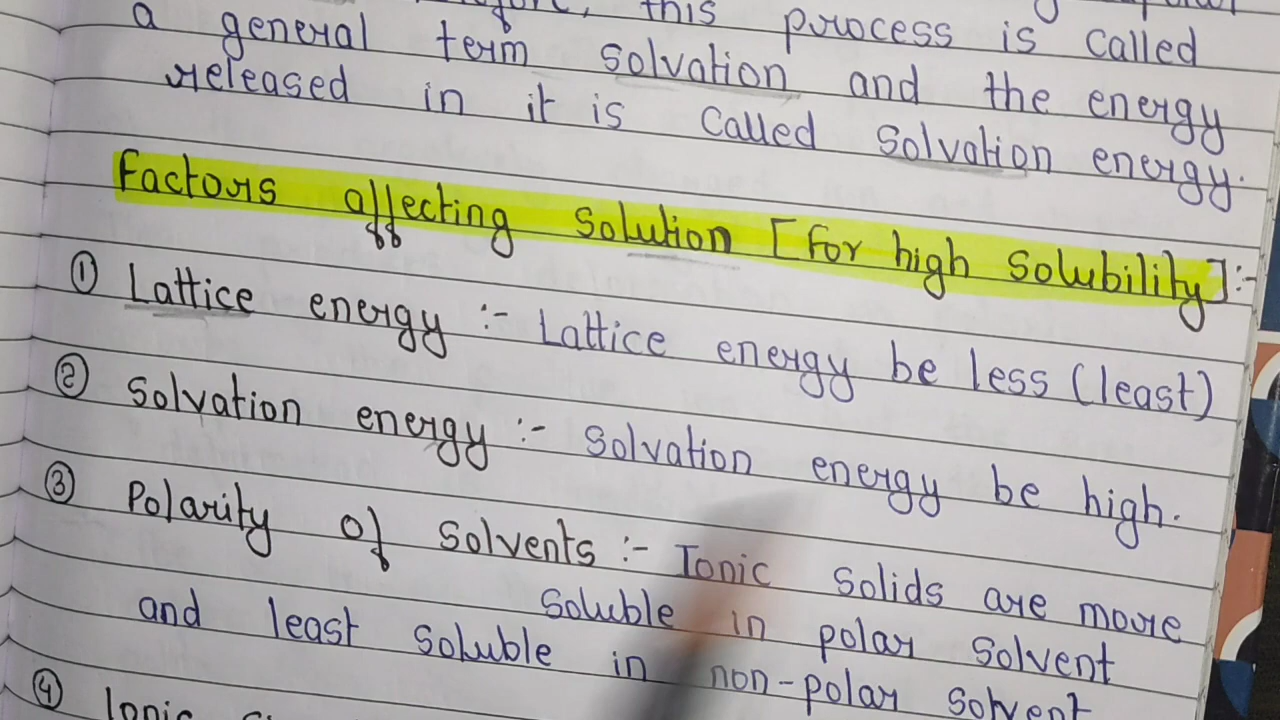 this process is called
a general term solvation and the energy
released in it is called solvation energy.
Factors affecting solution [for high solubility]:-
① Lattice energy :- Lattice energy be less (least)
② Solvation energy :- Solvation energy be high.
③ Polarity of solvents :- Ionic solids are more
soluble in polar solvent
and least soluble in non-polar solvent
④ Ionic